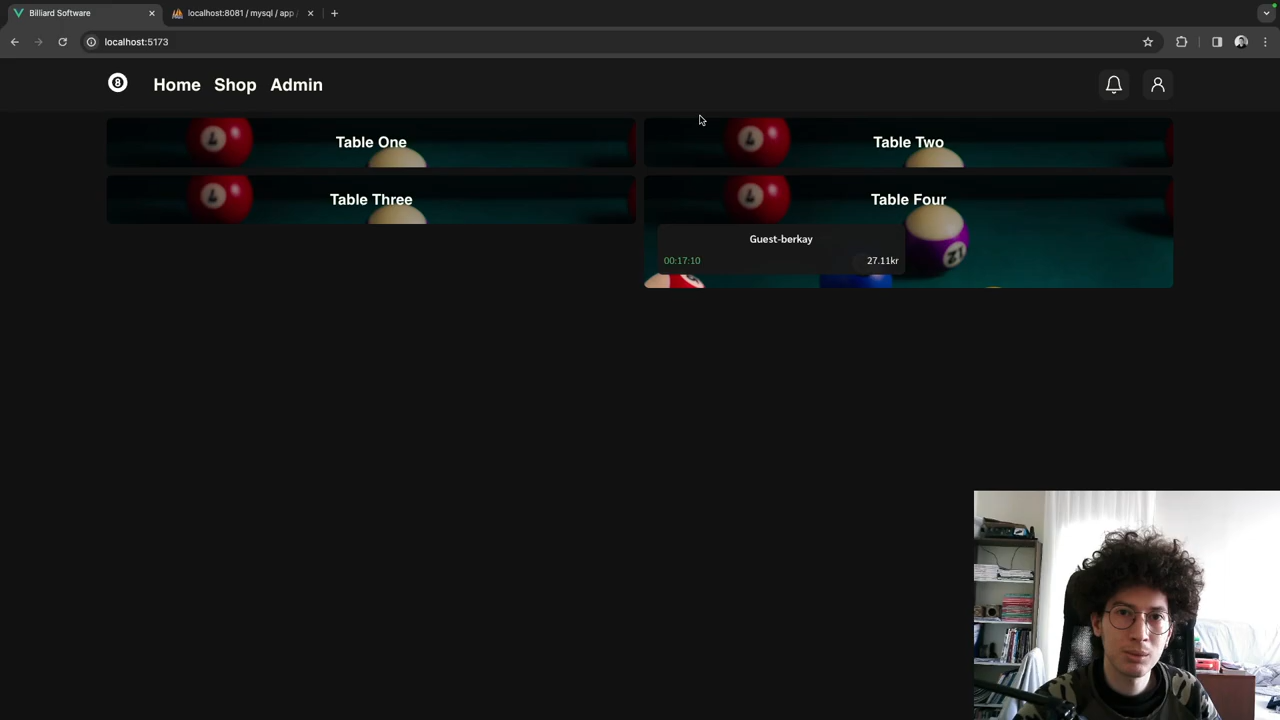 Billiard Software
localhost:8081 / mysql / app /
localhost:5173
8 Home Shop Admin
Table One
Table Two
Table Three
Table Four
Guest-berkay
00:17:10
27.11kr